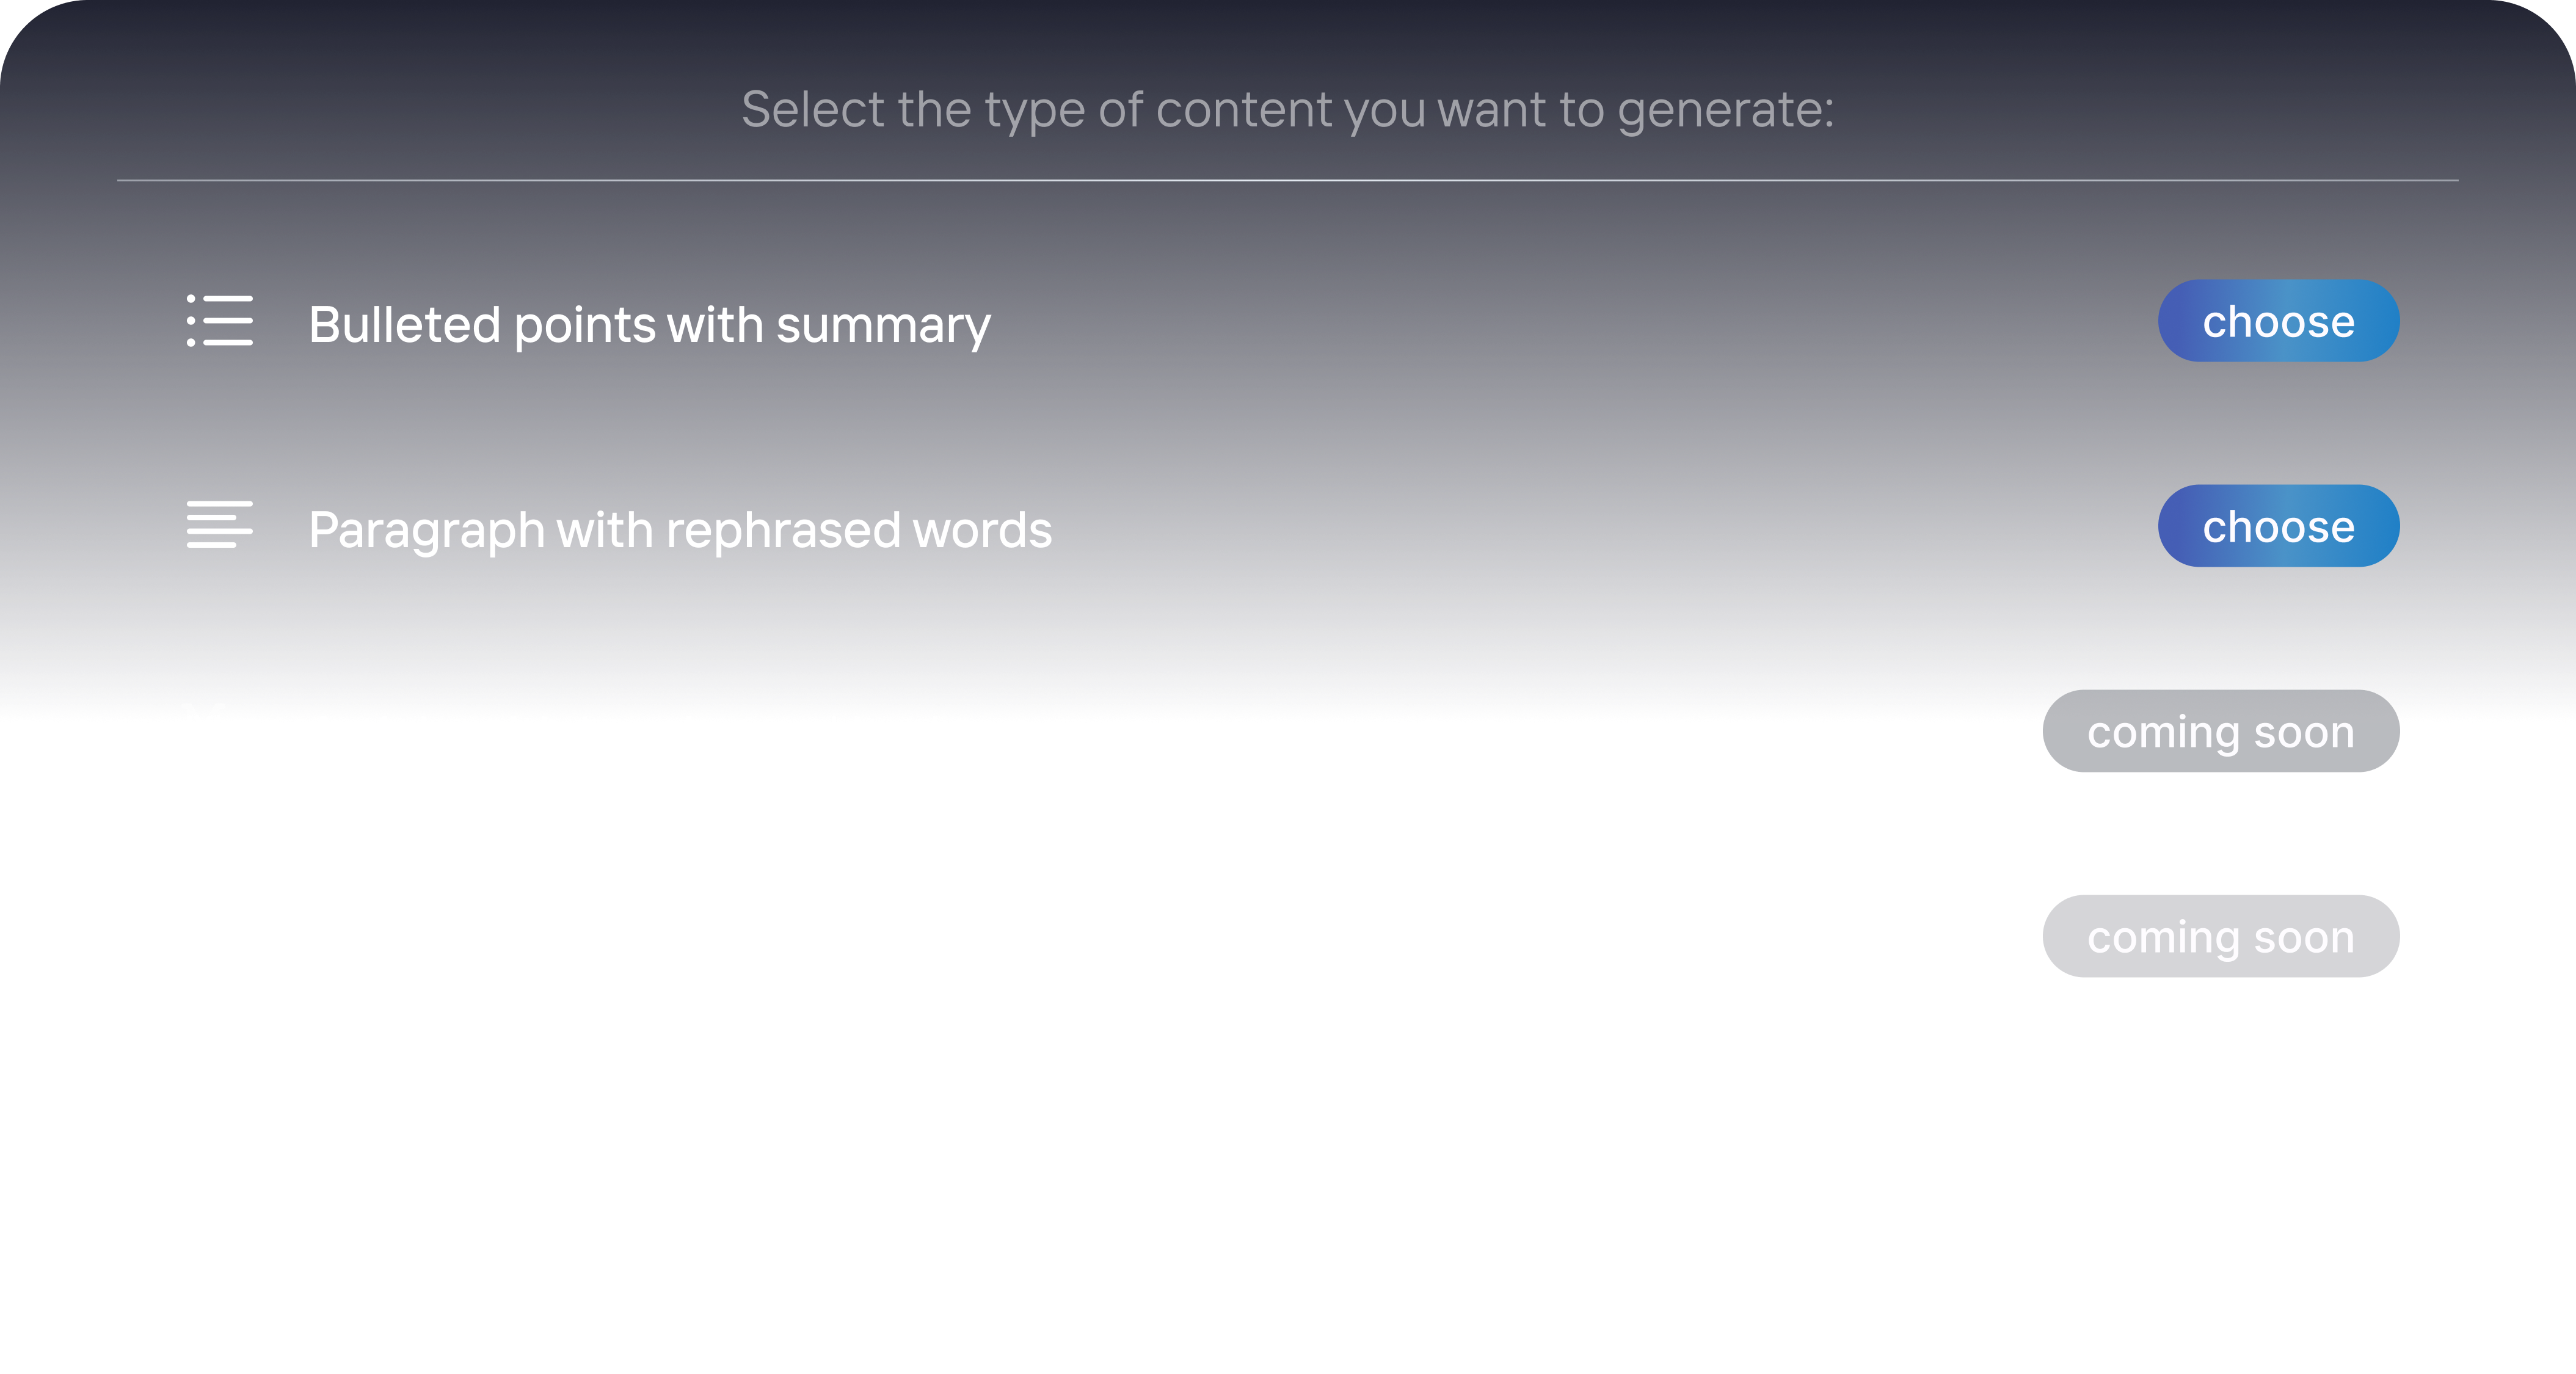 Select the type of content you want to generate:
Bulleted points with summary
choose
Paragraph with rephrased words
choose
coming soon
coming soon